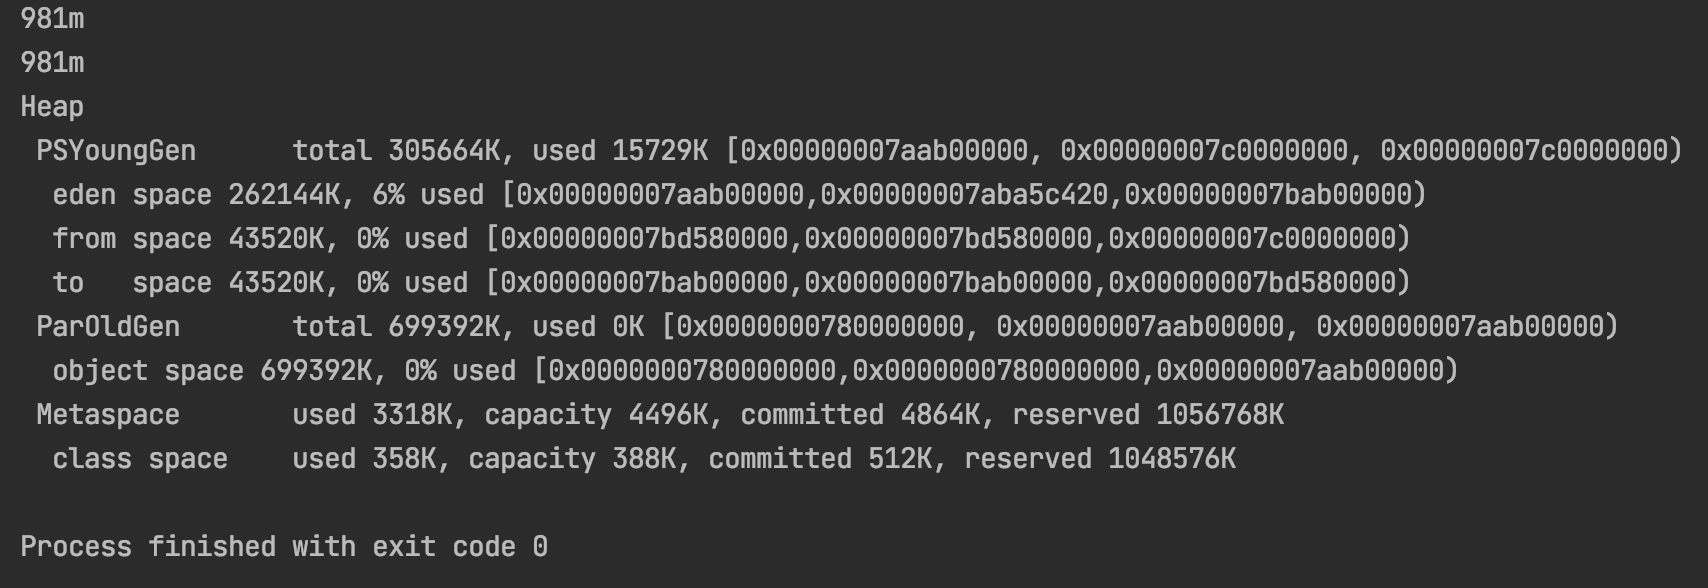 981m
981m
Heap
PSYoungGen total 305664K, used 15729K [0x00000007aab00000, 0x00000007c0000000, 0x00000007c0000000)
eden space 262144K, 6% used [0x00000007aab00000,0x00000007aba5c420,0x00000007bab00000)
from space 43520K, 0% used [0x00000007bd580000,0x00000007bd580000,0x00000007c0000000)
to space 43520K, 0% used [0x00000007bab00000,0x00000007bab00000,0x00000007bd580000)
ParOldGen total 699392K, used 0K [0x0000000780000000, 0x00000007aab00000, 0x00000007aab00000)
object space 699392K, 0% used [0x0000000780000000,0x0000000780000000,0x00000007aab00000)
Metaspace used 3318K, capacity 4496K, committed 4864K, reserved 1056768K
class space used 358K, capacity 388K, committed 512K, reserved 1048576K
Process finished with exit code 0